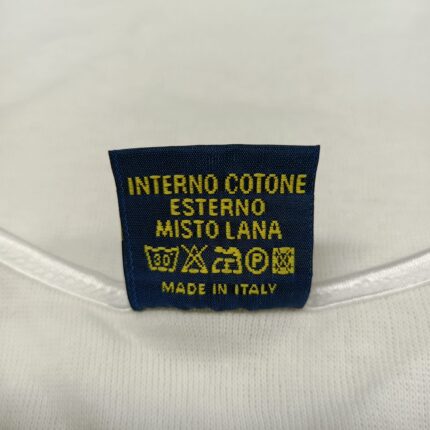 INTERNO COTONE
ESTERNO
MISTO LANA
30 P
MADE IN ITALY